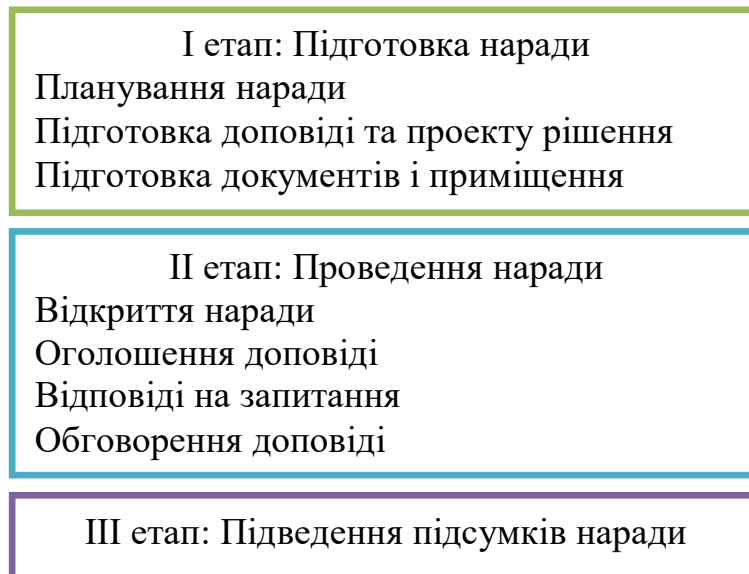 І етап: Підготовка наради
Планування наради
Підготовка доповіді та проекту рішення
Підготовка документів і приміщення
ІІ етап: Проведення наради
Відкриття наради
Оголошення доповіді
Відповіді на запитання
Обговорення доповіді
ІІІ етап: Підведення підсумків наради